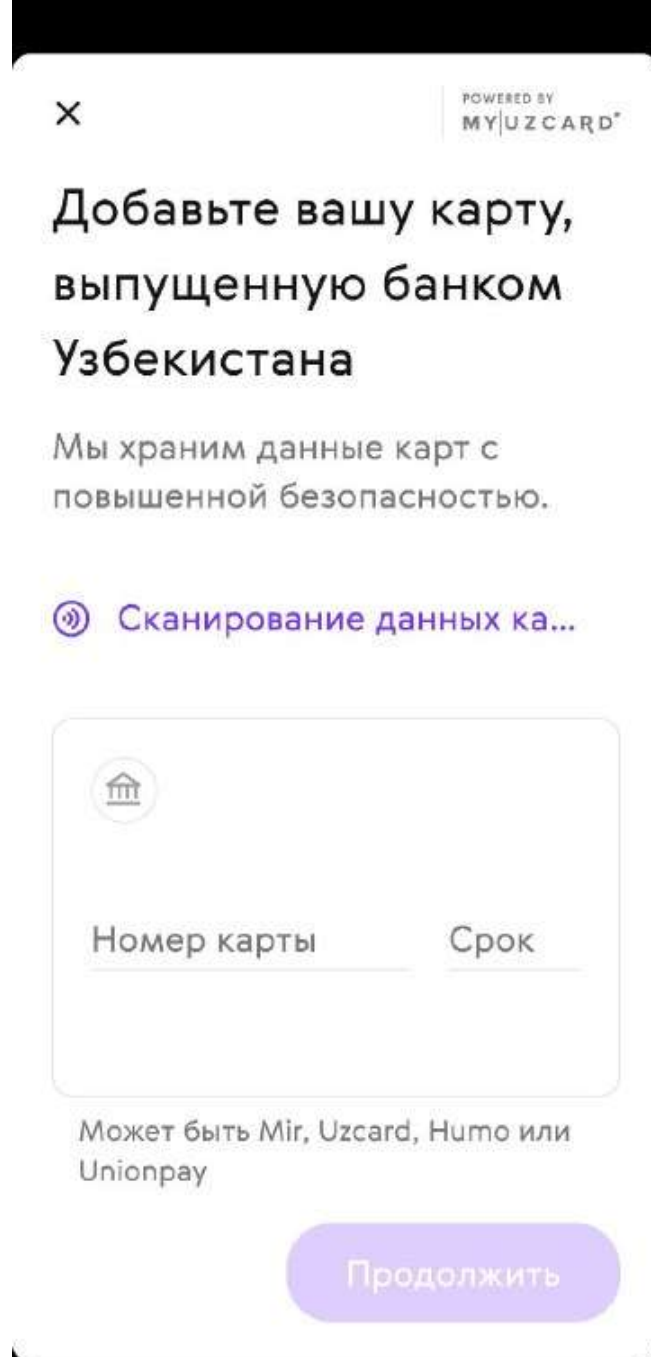 POWERED BY
MY|UZCARD
Добавьте вашу карту,
выпущенную банком
Узбекистана
Мы храним данные карт с
повышенной безопасностью.
Сканирование данных ка...
Номер карты
Срок
Может быть Mir, Uzcard, Humo или
Unionpay
Продолжить